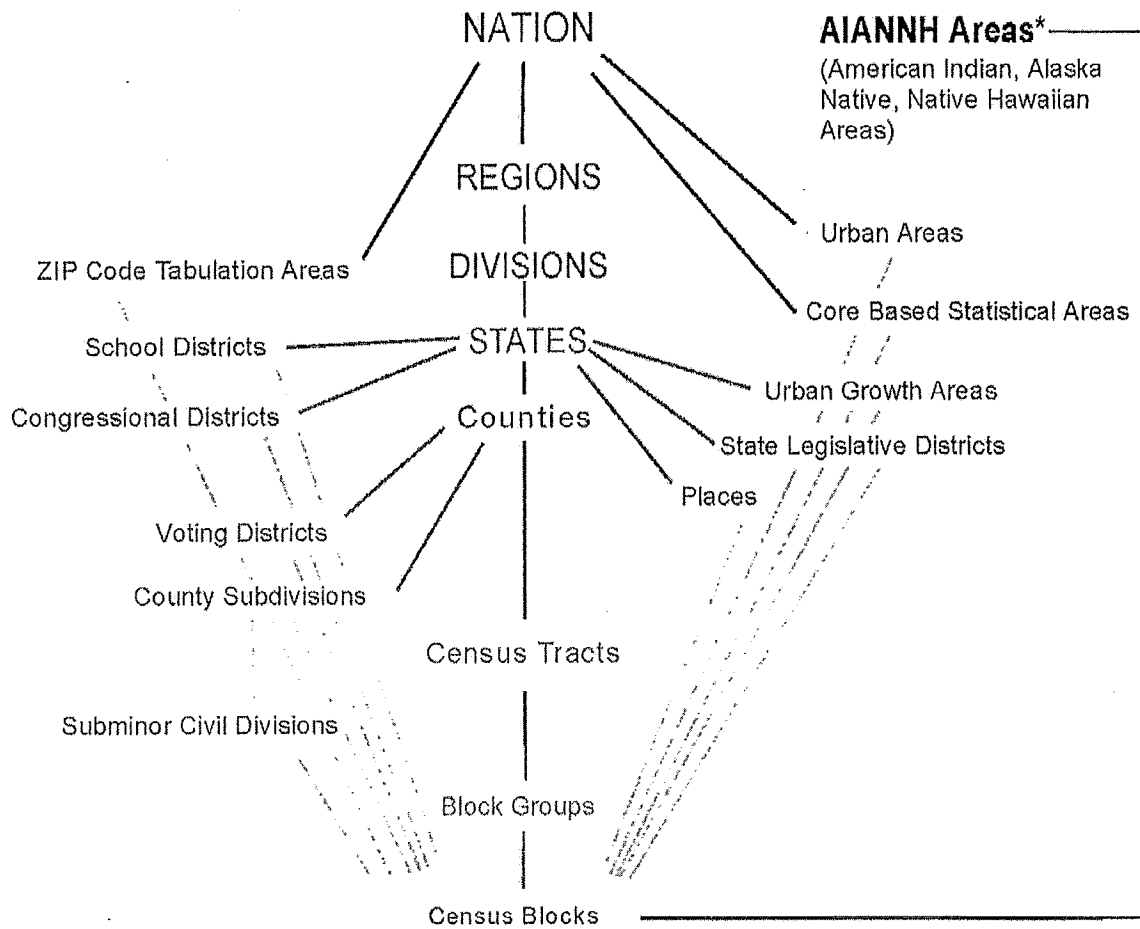 NATION
AIANNH Areas*
(American Indian, Alaska
Native, Native Hawaiian
Areas)
REGIONS
Urban Areas
ZIP Code Tabulation Areas
DIVISIONS
Core Based Statistical Areas
School Districts
STATES
Urban Growth Areas
Congressional Districts
Counties
State Legislative Districts
Places
Voting Districts
County Subdivisions
Census Tracts
Subminor Civil Divisions
Block Groups
Census Blocks